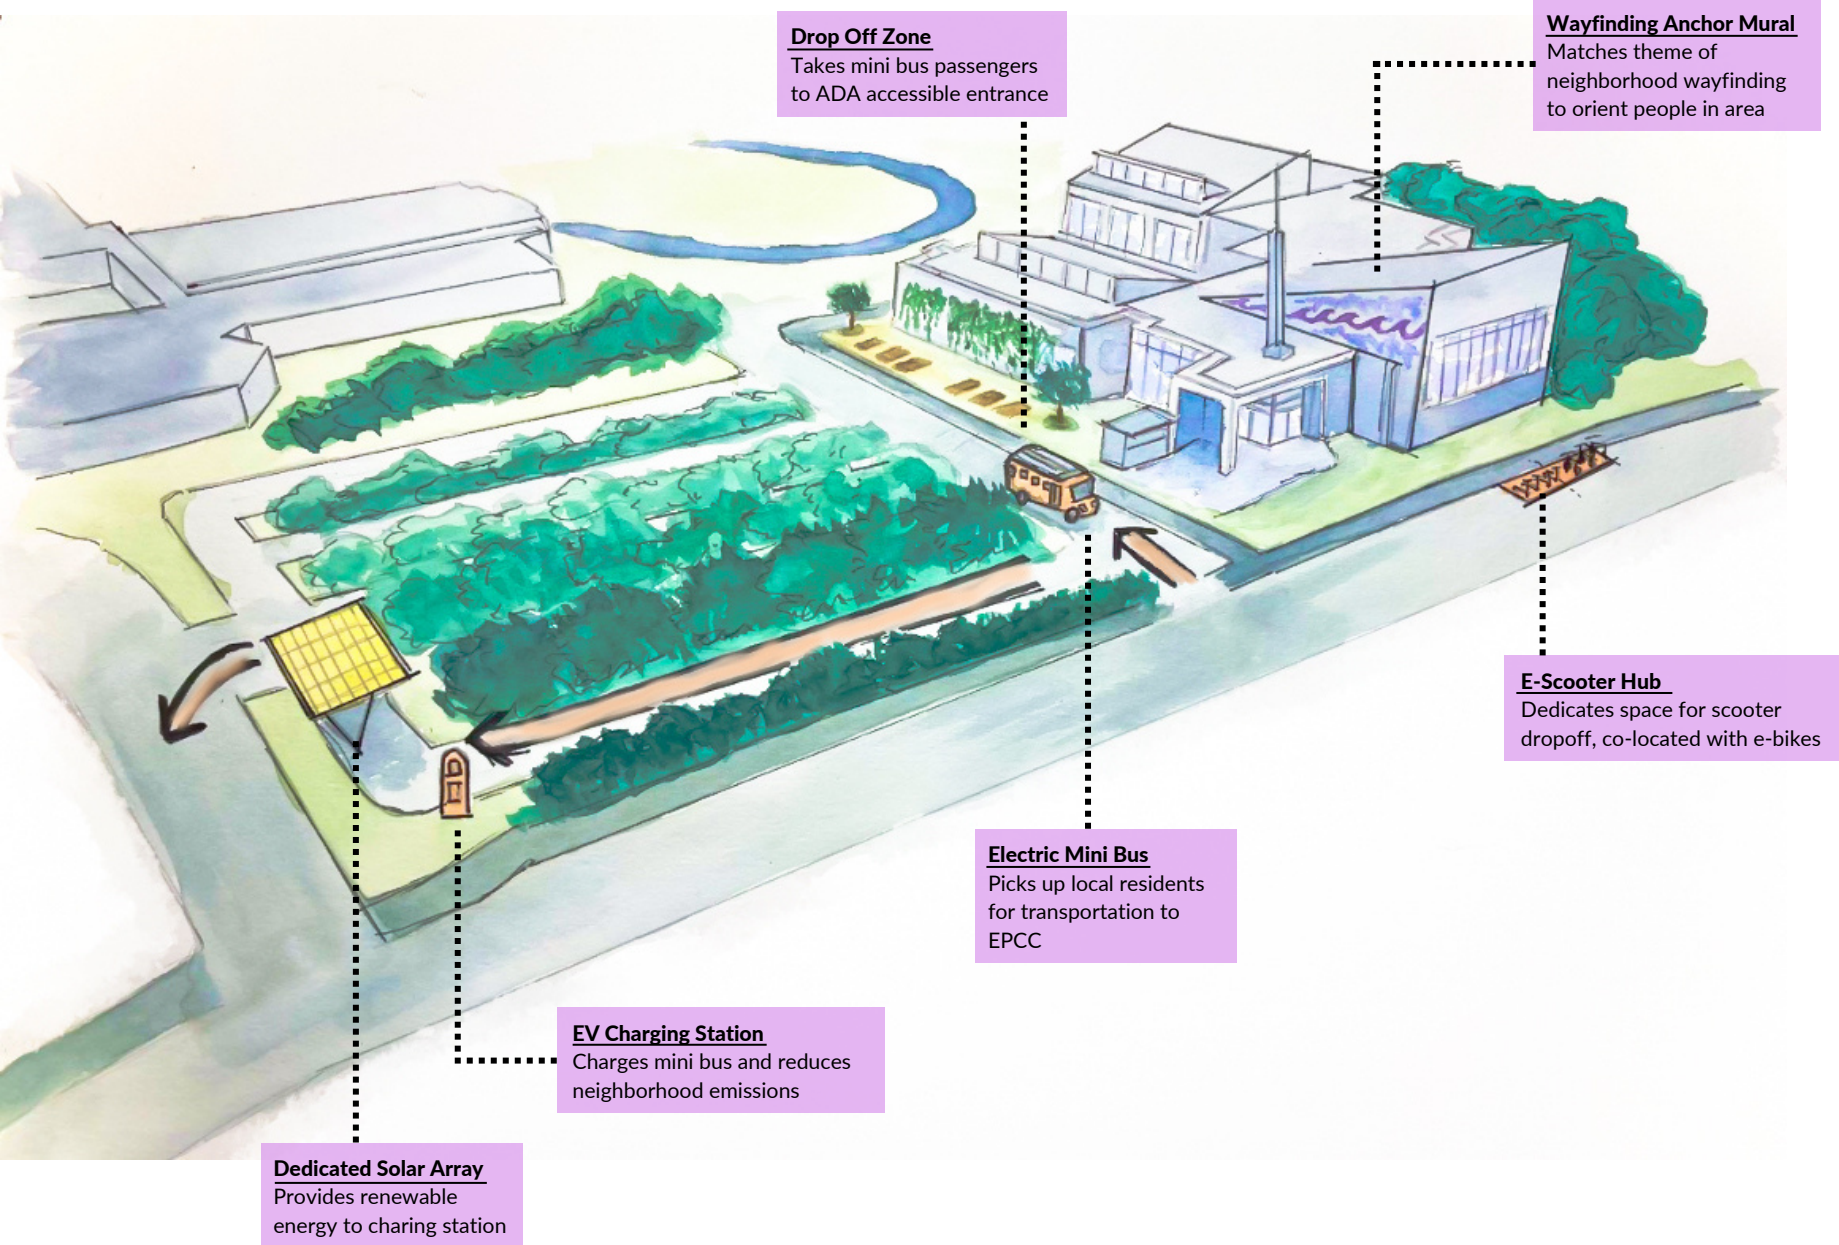 Drop Off Zone
Takes mini bus passengers
to ADA accessible entrance
Wayfinding Anchor Mural
Matches theme of
neighborhood wayfinding
to orient people in area
E-Scooter Hub
Dedicates space for scooter
dropoff, co-located with e-bikes
Electric Mini Bus
Picks up local residents
for transportation to
EPCC
EV Charging Station
Charges mini bus and reduces
neighborhood emissions
Dedicated Solar Array
Provides renewable
energy to charing station